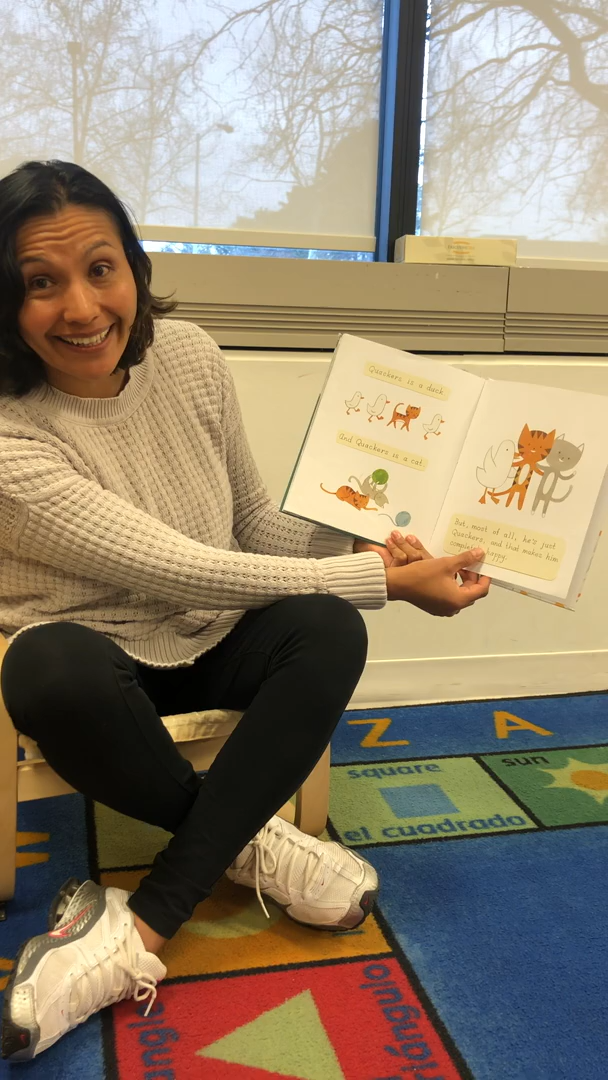 Quackers is a duck
And Quackers is a cat
But, most of all, he's just
Quackers, and that makes him
completely happy.
Z A
square
el cuadrado
sun